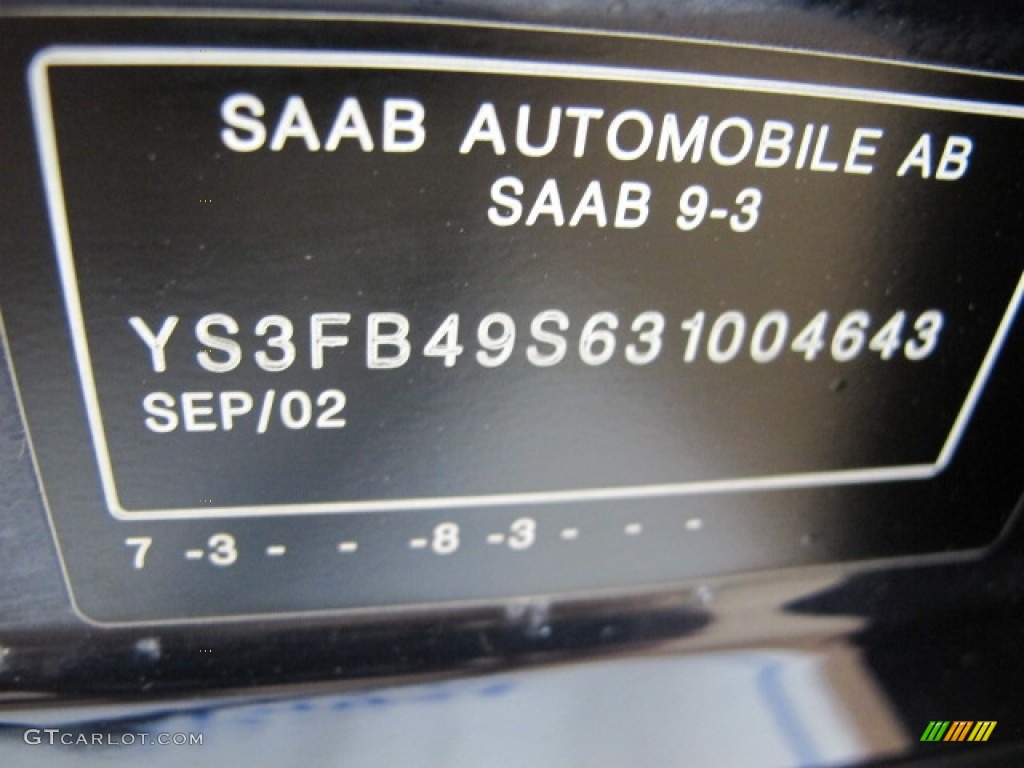 SAAB AUTOMOBILE AB
SAAB 9-3
YS3FB49S631004643
SEP/02
7 -3 - - -8 -3 - - -
GTCARLOT.COM